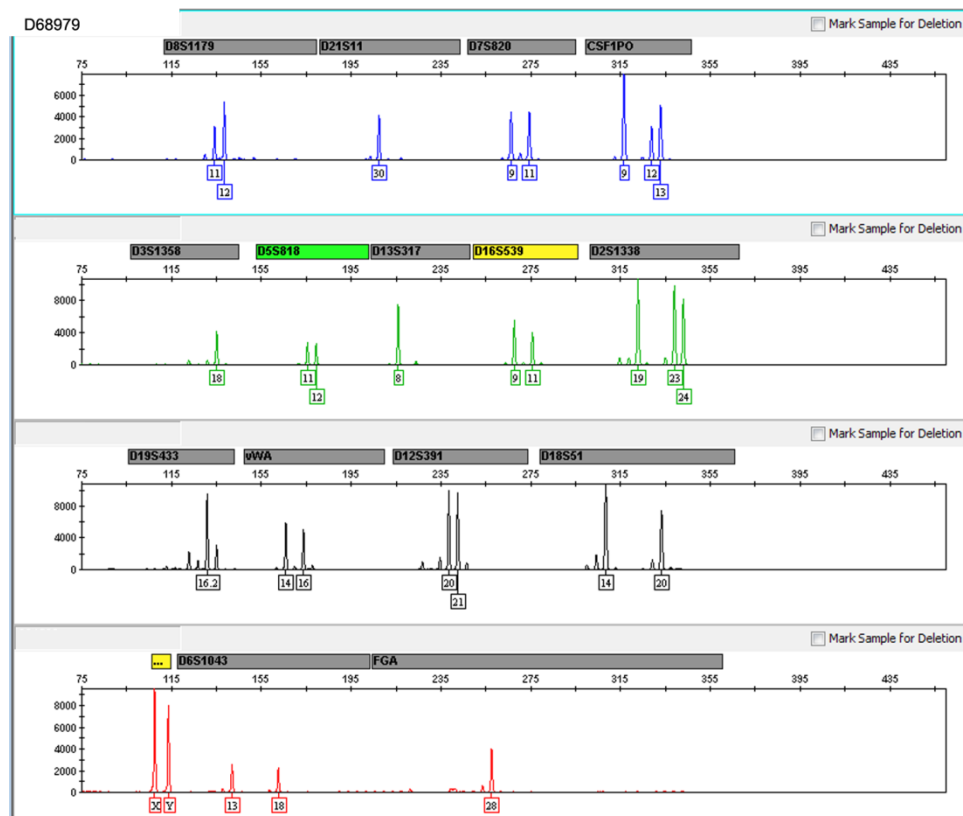 D68979
Mark Sample for Deletion
D8S1179 D21S11 D7S820 CSF1PO
75 115 155 195 235 275 315 355 395 435
6000
4000
2000
0
11 30 9 11 9 12
12 13
Mark Sample for Deletion
D3S1358 D5S818 D13S317 D16S539 D2S1338
75 115 155 195 235 275 315 355 395 435
8000
4000
0
18 11 8 9 11 19 23
12 24
Mark Sample for Deletion
D19S433 vWA D12S391 D18S51
75 115 155 195 235 275 315 355 395 435
8000
4000
0
16.2 14 16 20 14 20
21
Mark Sample for Deletion
... D6S1043 FGA
75 115 155 195 235 275 315 355 395 435
8000
6000
4000
2000
0
X Y 13 18 28